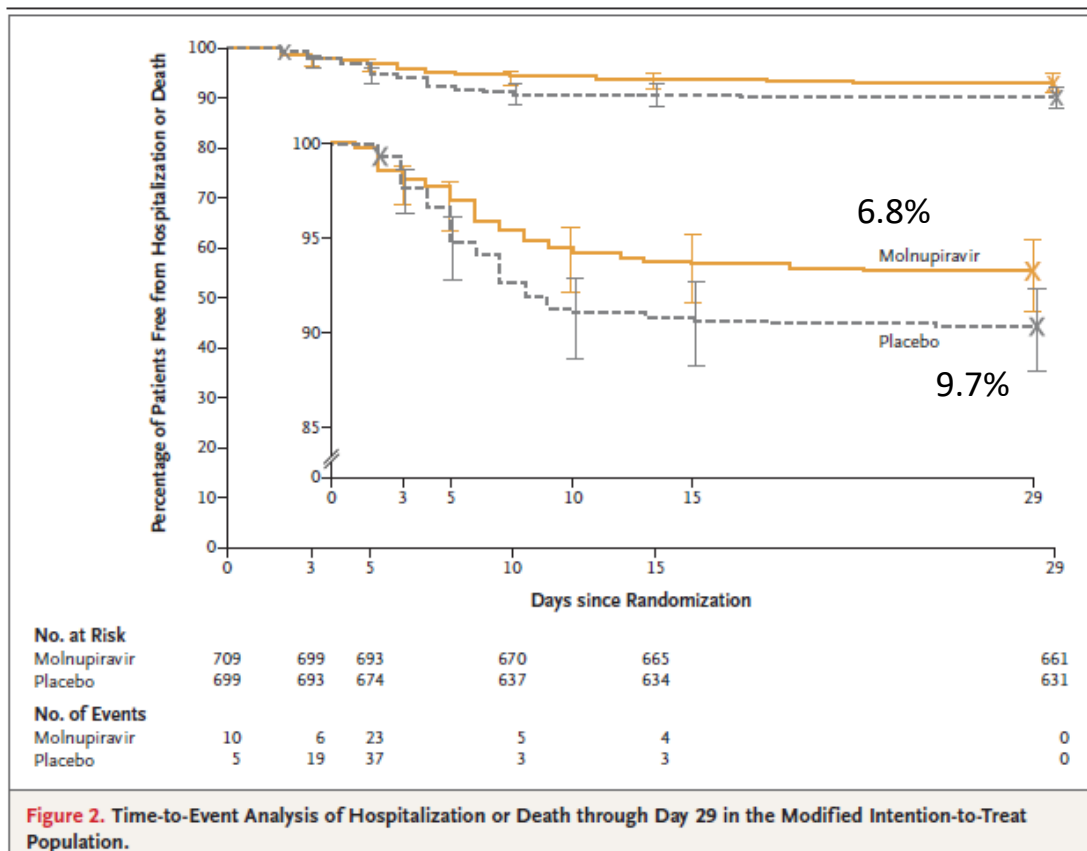 Percentage of Patients Free from Hospitalization or Death
100
90
80
70
60
50
40
30
20
10
0
100
95
90
85
0
6.8%
Molnupiravir
Placebo
9.7%
0 3 5 10 15 29
0 3 5 10 15 29
Days since Randomization
No. at Risk
Molnupiravir 709 699 693 670 665 661
Placebo 699 693 674 637 634 631
No. of Events
Molnupiravir 10 6 23 5 4 0
Placebo 5 19 37 3 3 0
Figure 2. Time-to-Event Analysis of Hospitalization or Death through Day 29 in the Modified Intention-to-Treat
Population.